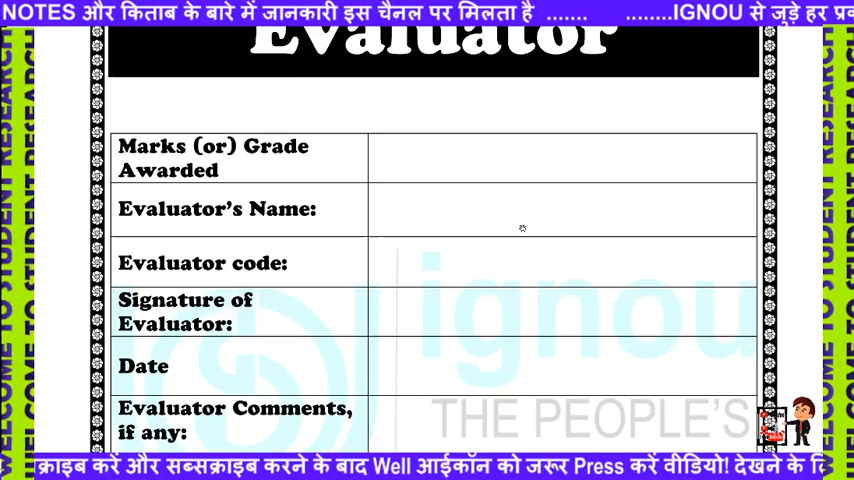 NOTES और किताब के बारे में जानकारी इस चैनल पर मिलता है ....... ........IGNOU से जुड़े हर
Evaluator
Marks (or) Grade
Awarded
Evaluator's Name:
Evaluator code:
Signature of
Evaluator:
Date
Evaluator Comments,
if any:
ignou
THE PEOPLE'S
WELCOME TO STUDENT RESEARCH
WELCOME TO STUDENT RESEARCH
करें और सब्सक्राइब करने के बाद Well आईकॉन को जरूर Press करें वीडियो! देखने के